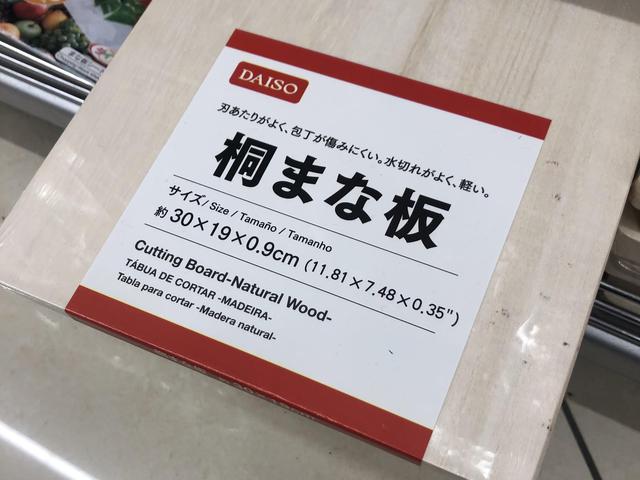 DAISO
刃あたりがよく、包丁が傷みにくい。水切れがよく、軽い。
桐まな板
サイズ / Size / Tamaño / Tamanho
約 30×19×0.9cm (11.81×7.48×0.35")
Cutting Board-Natural Wood-
TÁBUA DE CORTAR -MADEIRA-
Tabla para cortar -Madera natural-